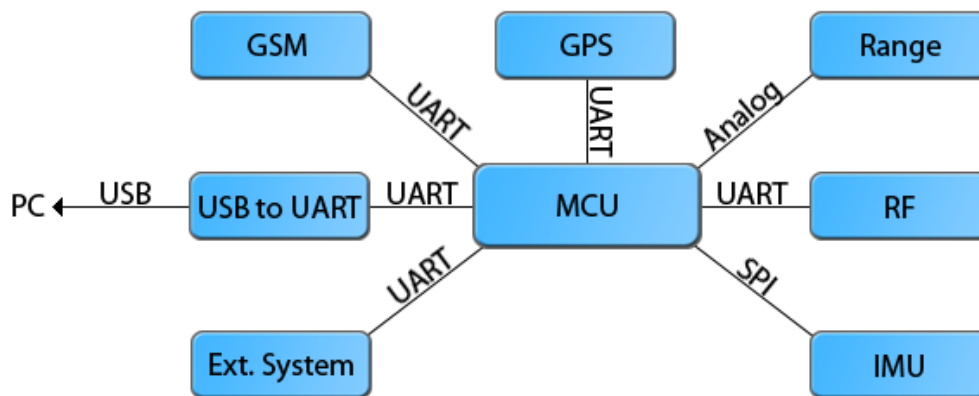 GSM
GPS
Range
UART
UART
Analog
PC
USB
USB to UART
UART
MCU
UART
RF
UART
SPI
Ext. System
IMU